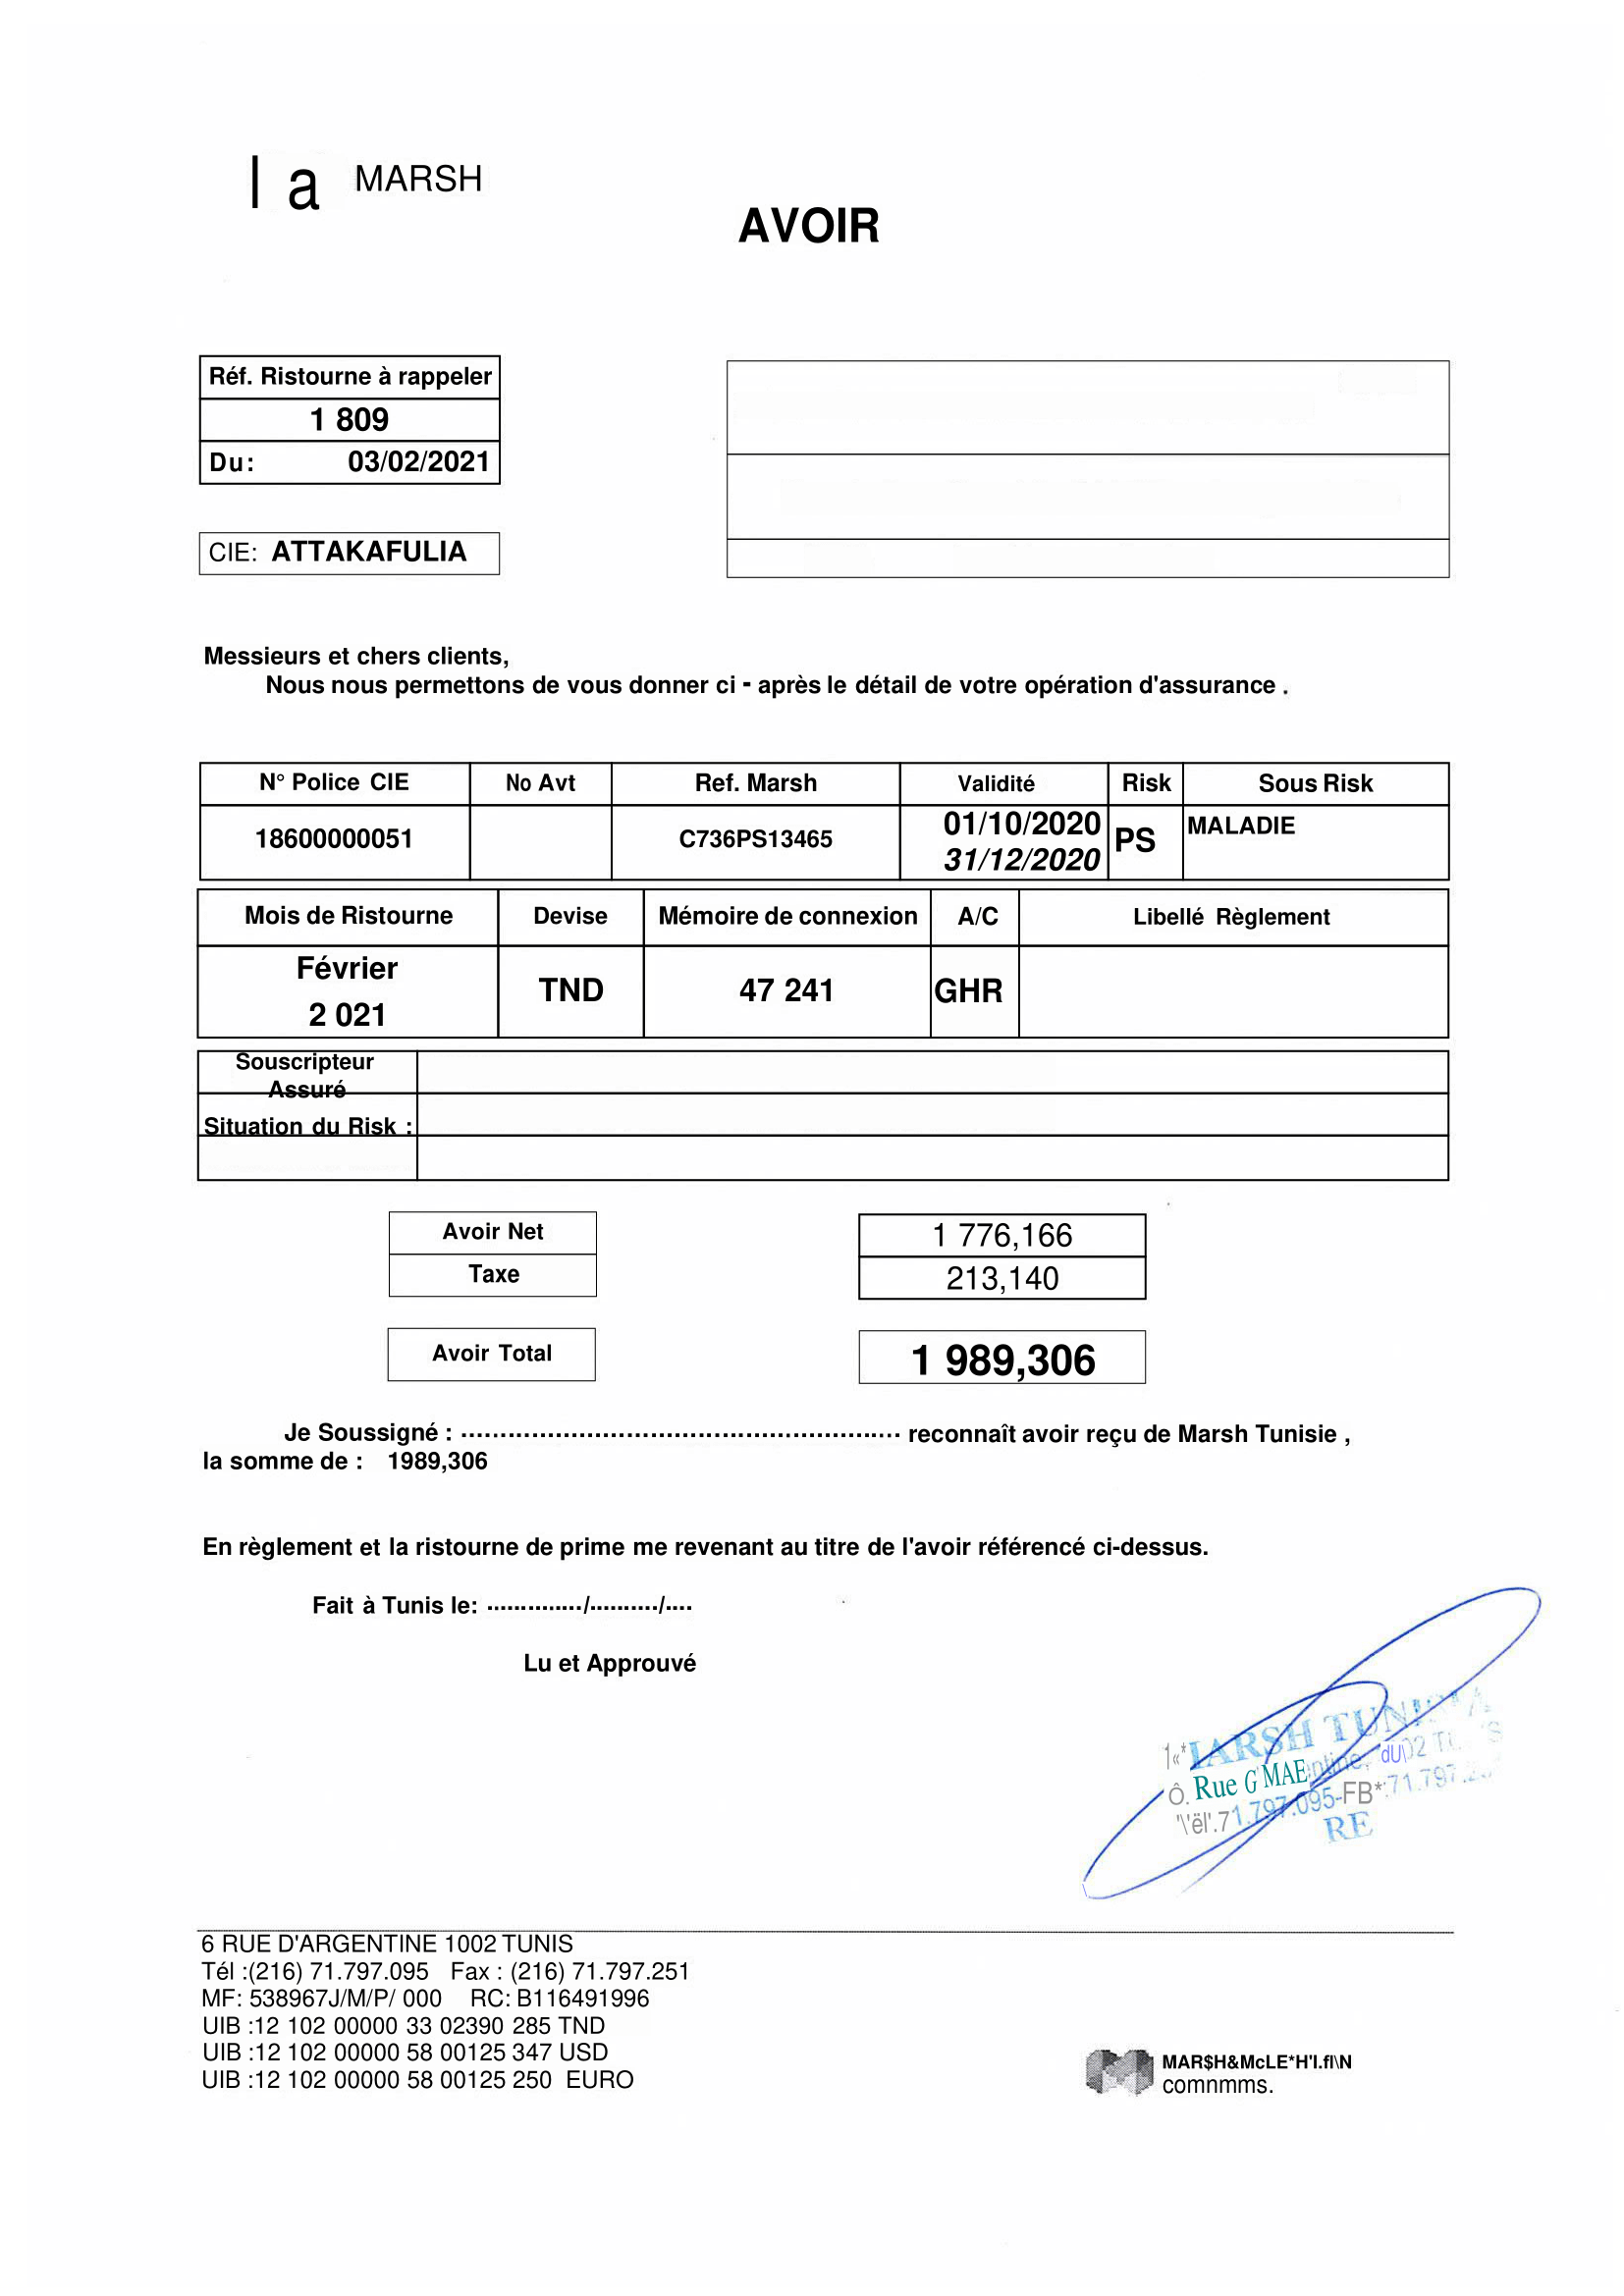 la MARSH
AVOIR
Réf. Ristourne à rappeler
1 809
Du: 03/02/2021
CIE: ATTAKAFULIA
Messieurs et chers clients,
Nous nous permettons de vous donner ci - après le détail de votre opération d'assurance .
N° Police CIE No Avt Ref. Marsh Validité Risk Sous Risk
18600000051 C736PS13465 01/10/2020 PS MALADIE
31/12/2020
Mois de Ristourne Devise Mémoire de connexion A/C Libellé Règlement
Février
2 021 TND 47 241 GHR
Souscripteur
Assuré
Situation du Risk :
Avoir Net 1 776,166
Taxe 213,140
Avoir Total 1 989,306
Je Soussigné : ........................................................ reconnaît avoir reçu de Marsh Tunisie ,
la somme de : 1989,306
En règlement et la ristourne de prime me revenant au titre de l'avoir référencé ci-dessus.
Fait à Tunis le: ............../........../....
Lu et Approuvé
IARSH TUNIS
Rue G'MAE
71.797.095-FB*:71.797.2
RE
6 RUE D'ARGENTINE 1002 TUNIS
Tél :(216) 71.797.095 Fax : (216) 71.797.251
MF: 538967J/M/P/ 000 RC: B116491996
UIB :12 102 00000 33 02390 285 TND
UIB :12 102 00000 58 00125 347 USD
UIB :12 102 00000 58 00125 250 EURO
MAR$H&McLE*H'I.fl\N
comnmms.